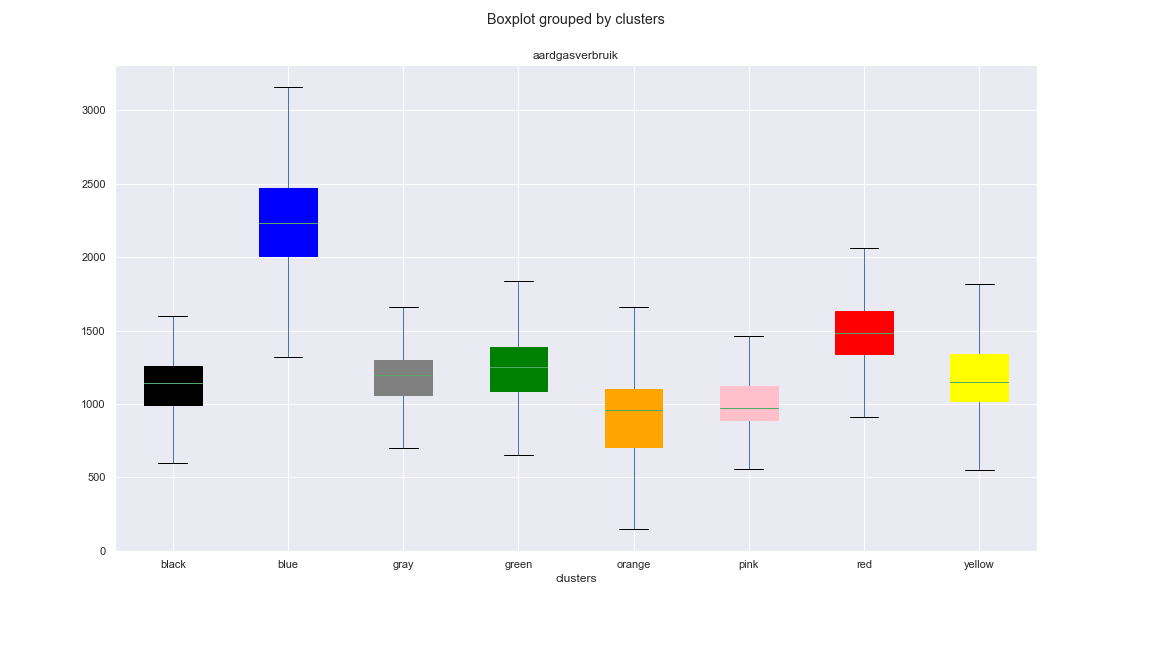 Boxplot grouped by clusters
aardgasverbruik
3000
2500
2000
1500
1000
500
0
black blue gray green orange pink red yellow
clusters